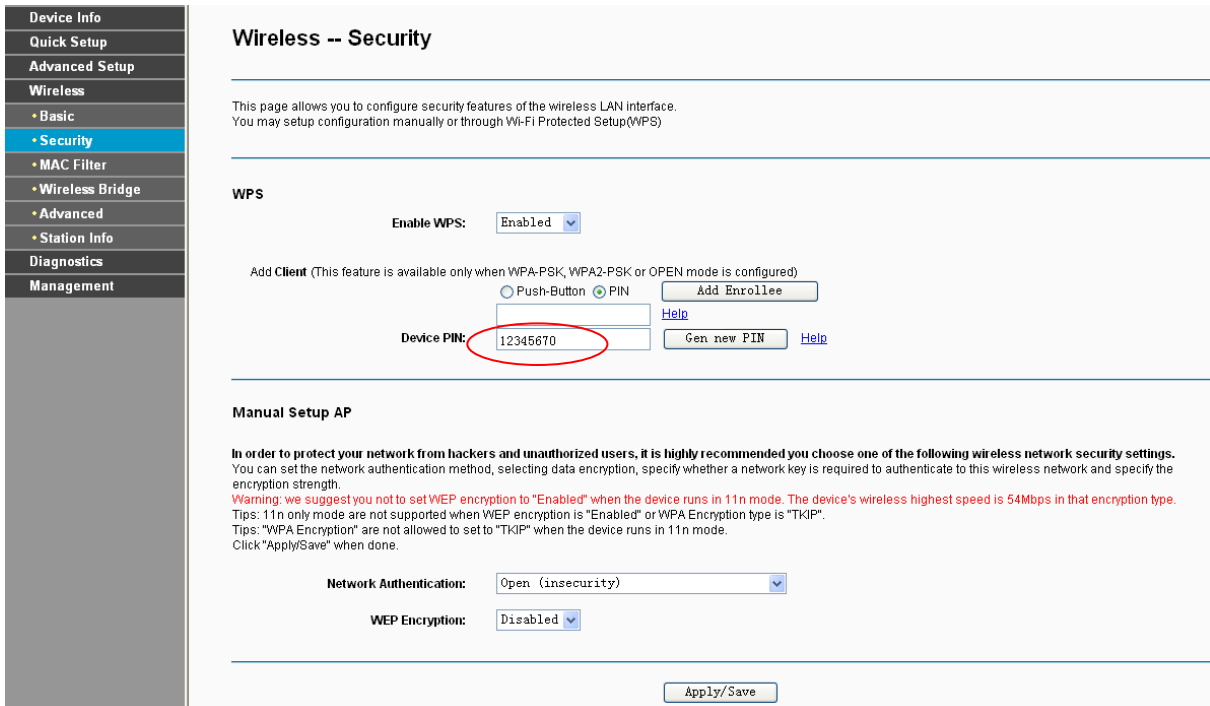 Device Info
Quick Setup
Advanced Setup
Wireless
Basic
Security
MAC Filter
Wireless Bridge
Advanced
Station Info
Diagnostics
Management
Wireless -- Security
This page allows you to configure security features of the wireless LAN interface.
You may setup configuration manually or through Wi-Fi Protected Setup(WPS)
WPS
Enable WPS: Enabled
Add Client (This feature is available only when WPA-PSK, WPA2-PSK or OPEN mode is configured)
Push-Button PIN Add Enrollee
Help
Device PIN: 12345670 Gen new PIN Help
Manual Setup AP
In order to protect your network from hackers and unauthorized users, it is highly recommended you choose one of the following wireless network security settings.
You can set the network authentication method, selecting data encryption, specify whether a network key is required to authenticate to this wireless network and specify the
encryption strength.
Warning: we suggest you not to set WEP encryption to "Enabled" when the device runs in 11n mode. The device's wireless highest speed is 54Mbps in that encryption type.
Tips: 11n only mode are not supported when WEP encryption is "Enabled" or WPA Encryption type is "TKIP".
Tips: "WPA Encryption" are not allowed to set to "TKIP" when the device runs in 11n mode.
Click "Apply/Save" when done.
Network Authentication: Open (insecurity)
WEP Encryption: Disabled
Apply/Save